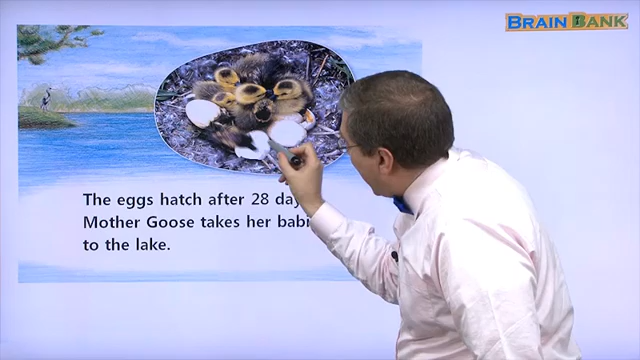 BRAIN BANK
The eggs hatch after 28
Mother Goose takes her
to the lake.